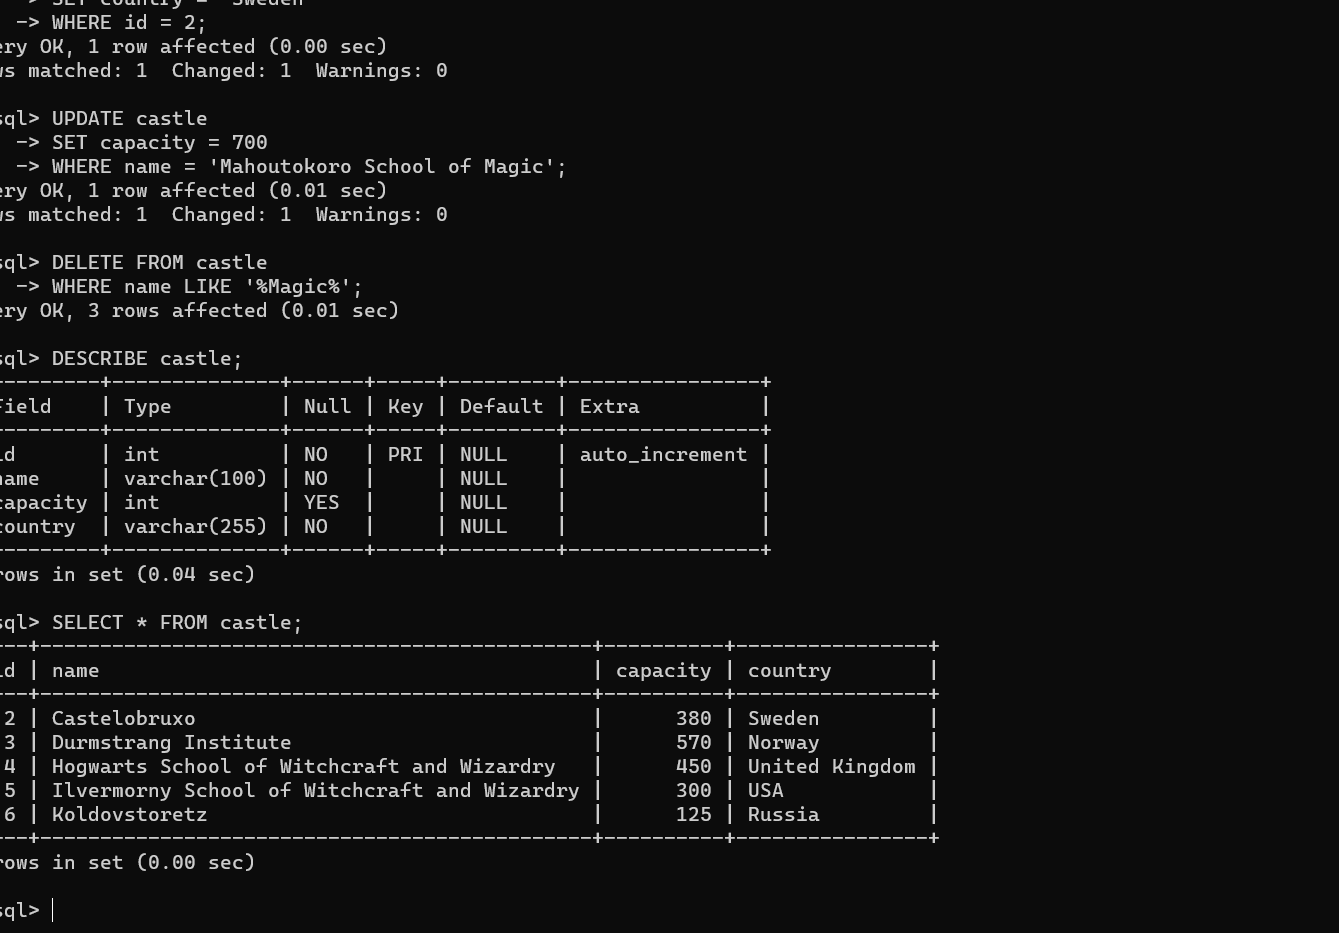 -> SET country = 'Sweden'
-> WHERE id = 2;
ery OK, 1 row affected (0.00 sec)
ws matched: 1  Changed: 1  Warnings: 0
sql> UPDATE castle
-> SET capacity = 700
-> WHERE name = 'Mahoutokoro School of Magic';
ery OK, 1 row affected (0.01 sec)
ws matched: 1  Changed: 1  Warnings: 0
sql> DELETE FROM castle
-> WHERE name LIKE '%Magic%';
ery OK, 3 rows affected (0.01 sec)
sql> DESCRIBE castle;
---------+--------------+------+-----+---------+----------------+
Field    | Type         | Null | Key | Default | Extra          |
---------+--------------+------+-----+---------+----------------+
id       | int          | NO   | PRI | NULL    | auto_increment |
name     | varchar(100) | NO   |     | NULL    |                |
capacity | int          | YES  |     | NULL    |                |
country  | varchar(255) | NO   |     | NULL    |                |
---------+--------------+------+-----+---------+----------------+
rows in set (0.04 sec)
sql> SELECT * FROM castle;
---+----------------------------------------------+----------+----------------+
id | name                                         | capacity | country        |
---+----------------------------------------------+----------+----------------+
2 | Castelobruxo                                 |      380 | Sweden         |
3 | Durmstrang Institute                         |      570 | Norway         |
4 | Hogwarts School of Witchcraft and Wizardry   |      450 | United Kingdom |
5 | Ilvermorny School of Witchcraft and Wizardry |      300 | USA            |
6 | Koldovstoretz                                |      125 | Russia         |
---+----------------------------------------------+----------+----------------+
rows in set (0.00 sec)
sql>